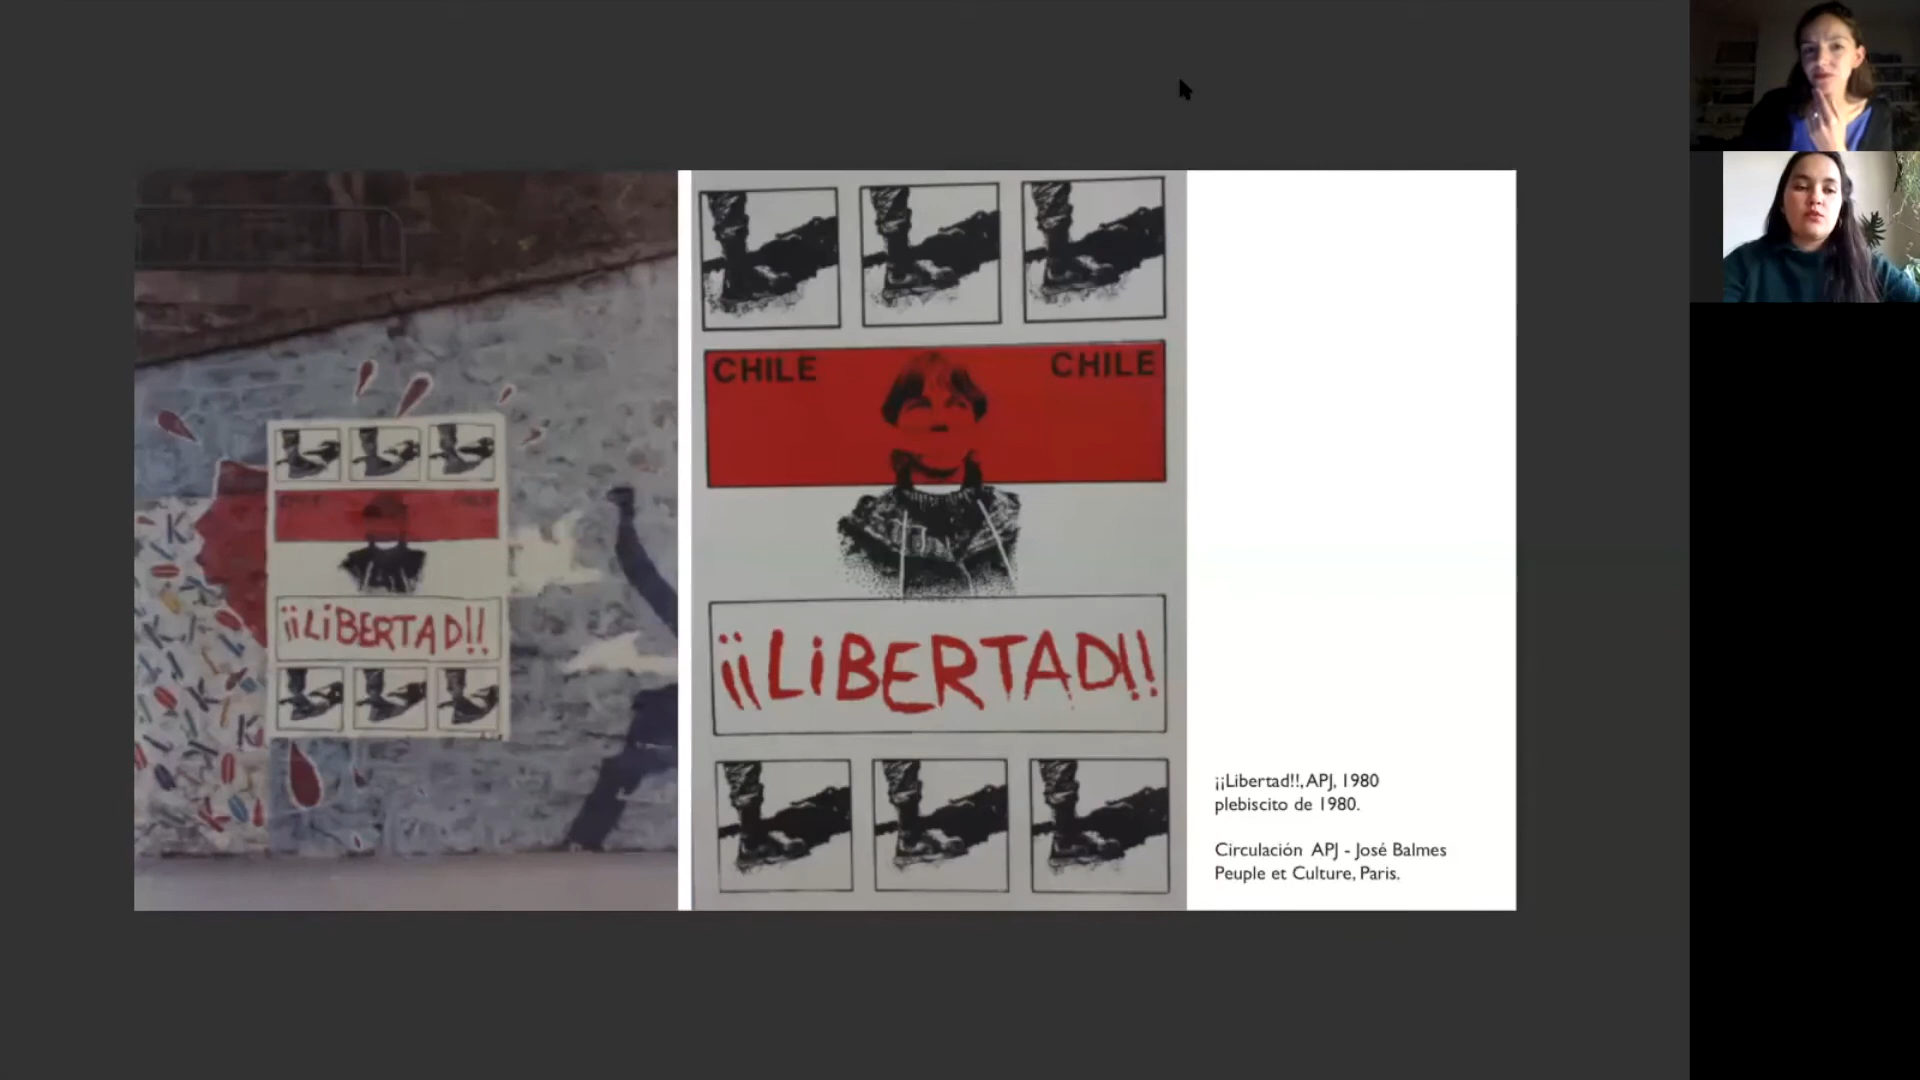 ¡¡LiBERTAD!!
CHILE CHILE
¡¡LiBERTAD!!
¡¡Libertad!!, APJ, 1980
plebiscito de 1980.
Circulación APJ - José Balmes
Peuple et Culture, Paris.